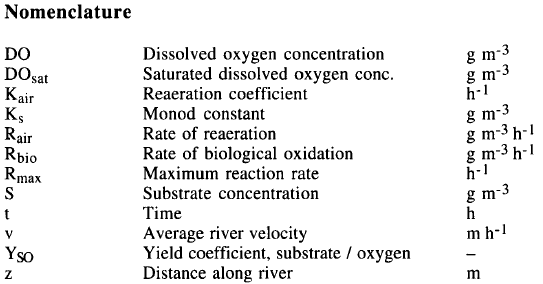 Nomenclature
DO Dissolved oxygen concentration g m-3
DOsat Saturated dissolved oxygen conc. g m-3
Kair Reaeration coefficient h-1
Ks Monod constant g m-3
Rair Rate of reaeration g m-3 h-1
Rbio Rate of biological oxidation g m-3 h-1
Rmax Maximum reaction rate h-1
S Substrate concentration g m-3
t Time h
v Average river velocity m h-1
YSO Yield coefficient, substrate / oxygen –
z Distance along river m